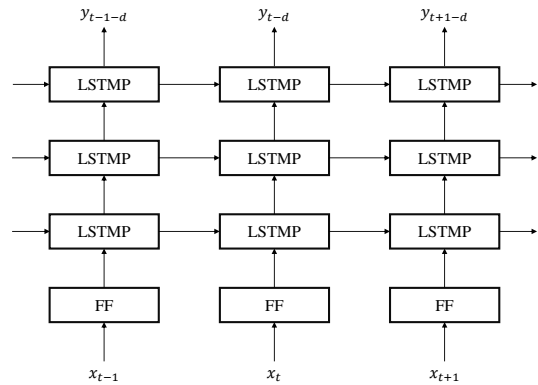 y_{t-1-d} y_{t-d} y_{t+1-d}
LSTMP LSTMP LSTMP
LSTMP LSTMP LSTMP
LSTMP LSTMP LSTMP
FF FF FF
x_{t-1} x_t x_{t+1}